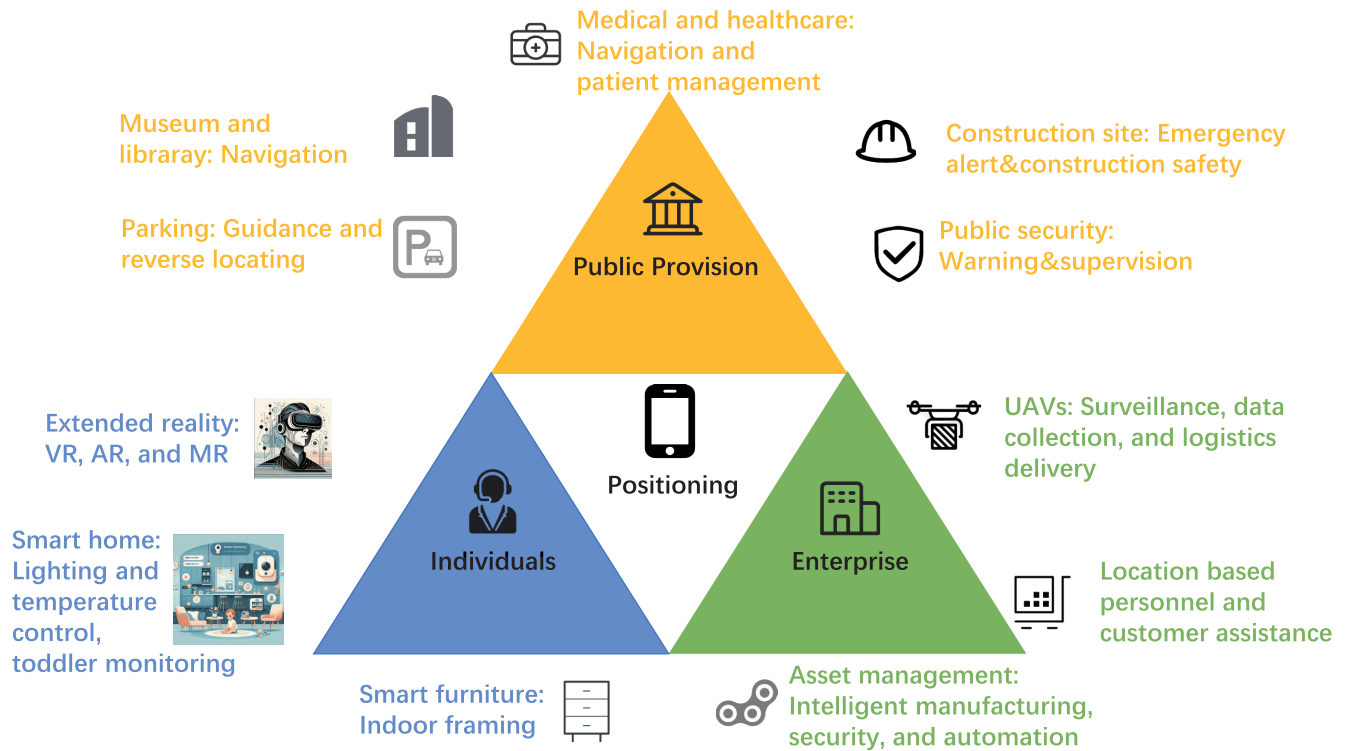 Medical and healthcare:
Navigation and
patient management
Museum and
libraray: Navigation
Construction site: Emergency
alert&construction safety
Parking: Guidance and
reverse locating
P
Public security:
Warning&supervision
Public Provision
Extended reality:
VR, AR, and MR
UAVs: Surveillance, data
collection, and logistics
delivery
Positioning
Individuals
Enterprise
Smart home:
Lighting and
temperature
control,
toddler monitoring
Location based
personnel and
customer assistance
Smart furniture:
Indoor framing
Asset management:
Intelligent manufacturing,
security, and automation